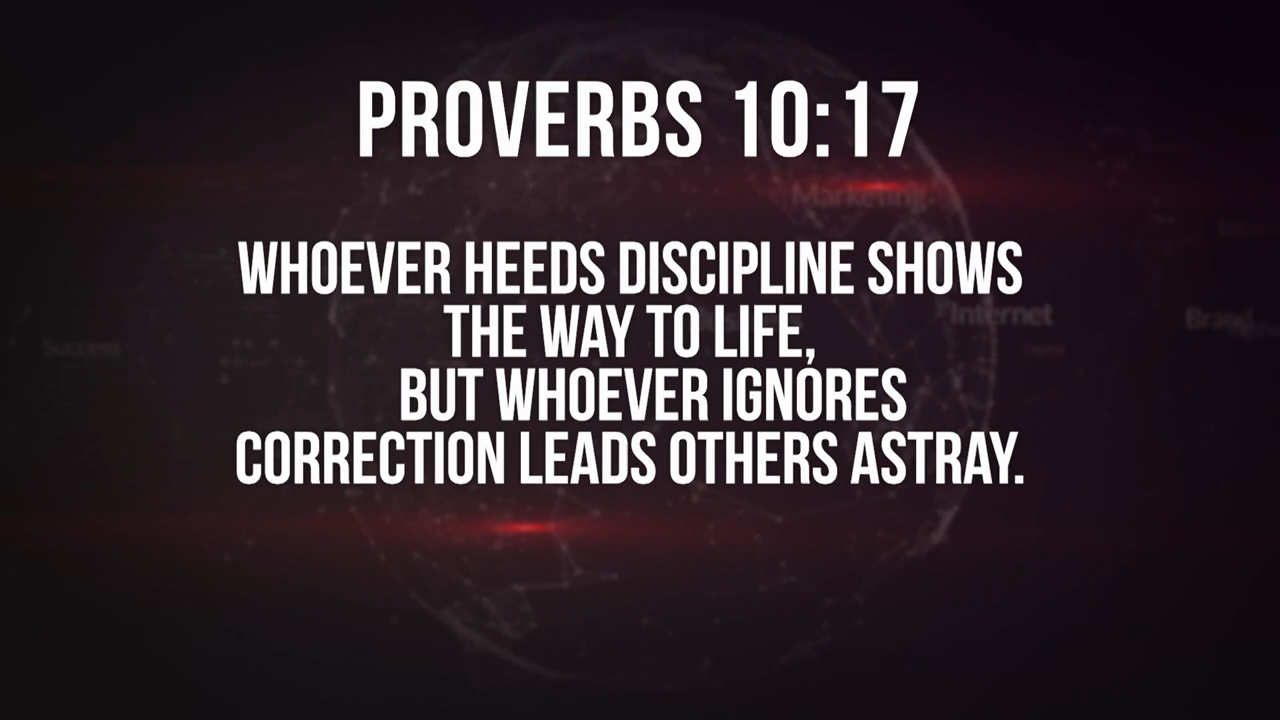 PROVERBS 10:17
Marketing
WHOEVER HEEDS DISCIPLINE SHOWS
THE WAY TO LIFE,
Internet
Brand
Success
BUT WHOEVER IGNORES
CORRECTION LEADS OTHERS ASTRAY.